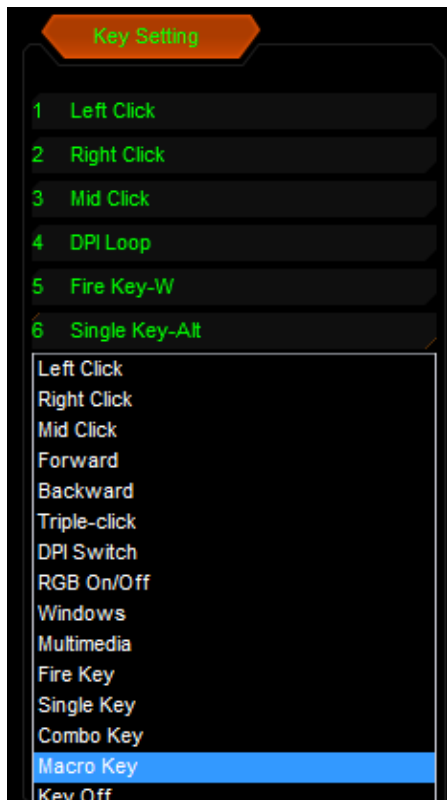 Key Setting
1 Left Click
2 Right Click
3 Mid Click
4 DPI Loop
5 Fire Key-W
6 Single Key-Alt
Left Click
Right Click
Mid Click
Forward
Backward
Triple-click
DPI Switch
RGB On/Off
Windows
Multimedia
Fire Key
Single Key
Combo Key
Macro Key
Key Off